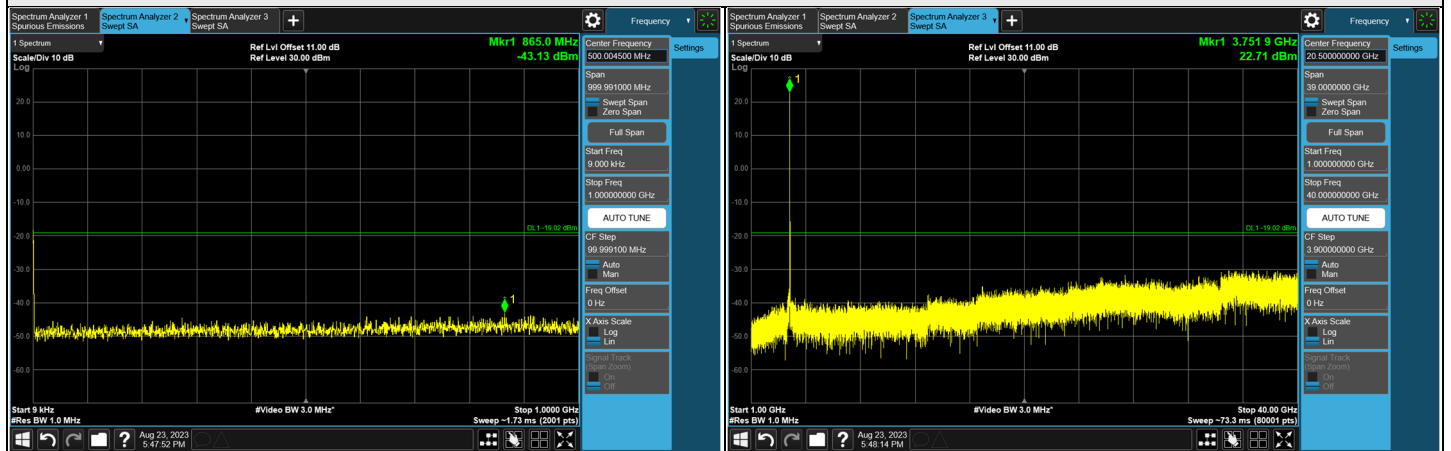 Spectrum Analyzer 1
Spurious Emissions
Spectrum Analyzer 2
Swept SA
Spectrum Analyzer 3
Swept SA
Frequency
1 Spectrum
Scale/Div 10 dB
Log
Ref Lvl Offset 11.00 dB
Ref Level 30.00 dBm
Mkr1 865.0 MHz
-43.13 dBm
20.0
10.0
0.00
-10.0
-20.0
-30.0
-40.0
-50.0
-60.0
DL1 -19.02 dBm
1
Start 9 kHz
#Res BW 1.0 MHz
#Video BW 3.0 MHz*
Stop 1.0000 GHz
Sweep ~1.73 ms (2001 pts)
Center Frequency
500.004500 MHz
Settings
Span
999.991000 MHz
Swept Span
Zero Span
Full Span
Start Freq
9.000 kHz
Stop Freq
1.000000000 GHz
AUTO TUNE
CF Step
99.999100 MHz
Auto
Man
Freq Offset
0 Hz
X Axis Scale
Log
Lin
Signal Track
(Span Zoom)
On
Off
?
Aug 23, 2023
5:47:52 PM
Spectrum Analyzer 1
Spurious Emissions
Spectrum Analyzer 2
Swept SA
Spectrum Analyzer 3
Swept SA
Frequency
1 Spectrum
Scale/Div 10 dB
Log
Ref Lvl Offset 11.00 dB
Ref Level 30.00 dBm
Mkr1 3.751 9 GHz
22.71 dBm
20.0
10.0
0.00
-10.0
-20.0
-30.0
-40.0
-50.0
-60.0
1
DL1 -19.02 dBm
Start 1.00 GHz
#Res BW 1.0 MHz
#Video BW 3.0 MHz*
Stop 40.00 GHz
Sweep ~73.3 ms (80001 pts)
Center Frequency
20.500000000 GHz
Settings
Span
39.0000000 GHz
Swept Span
Zero Span
Full Span
Start Freq
1.000000000 GHz
Stop Freq
40.000000000 GHz
AUTO TUNE
CF Step
3.900000000 GHz
Auto
Man
Freq Offset
0 Hz
X Axis Scale
Log
Lin
Signal Track
(Span Zoom)
On
Off
?
Aug 23, 2023
5:48:14 PM